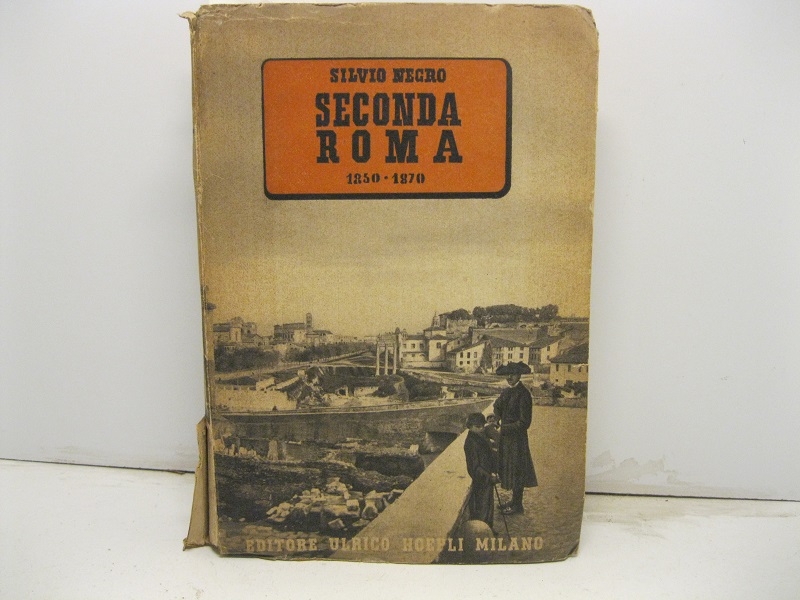 SILVIO NEGRO
SECONDA
ROMA
1850 • 1870
EDITORE ULRICO HOEPLI MILANO